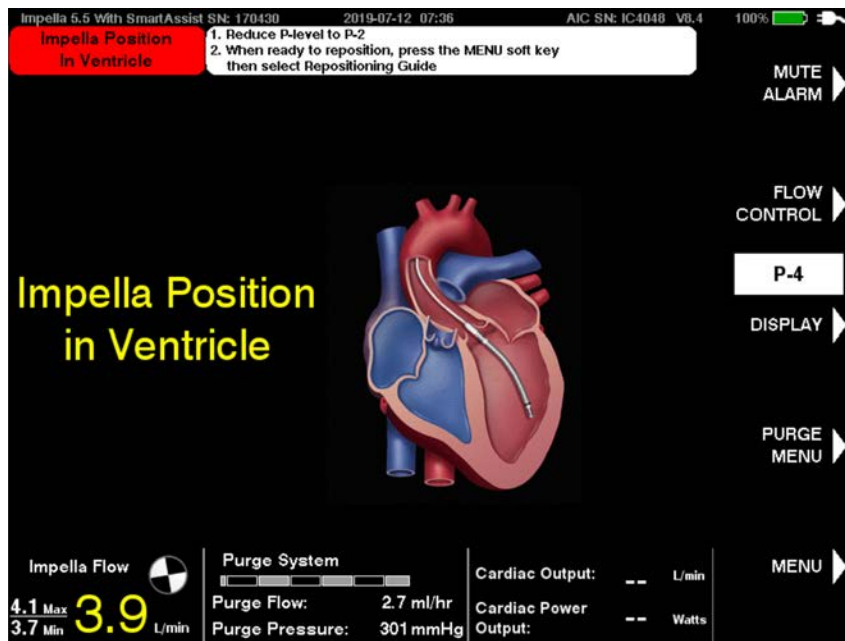 Impella 5.5 With SmartAssist SN: 170430 2019-07-12 07:36 AIC SN: IC4048 V8.4 100%
Impella Position
In Ventricle
1. Reduce P-level to P-2
2. When ready to reposition, press the MENU soft key
then select Repositioning Guide
MUTE
ALARM
FLOW
CONTROL
P-4
Impella Position
in Ventricle
DISPLAY
PURGE
MENU
MENU
Impella Flow
4.1 Max
3.7 Min
3.9 L/min
Purge System
Purge Flow: 2.7 ml/hr
Purge Pressure: 301 mmHg
Cardiac Output: -- L/min
Cardiac Power
Output: -- Watts